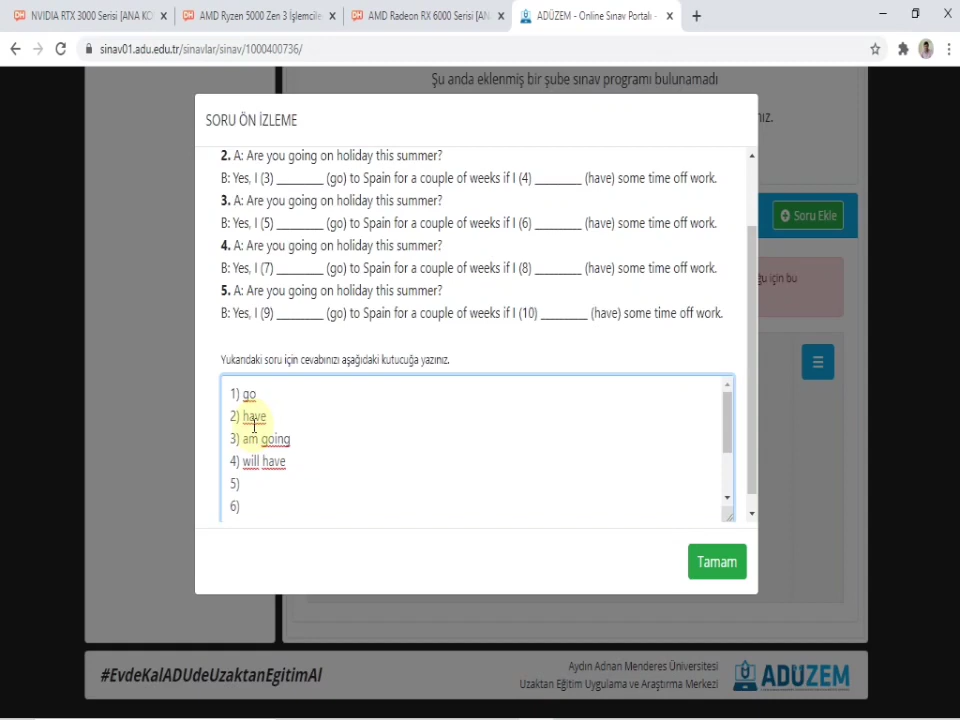 NVIDIA RTX 3000 Serisi [ANA KO
AMD Ryzen 5000 Zen 3 İşlemcile
AMD Radeon RX 6000 Serisi [AN
ADÜZEM - Online Sınav Portalı -
sinav01.adu.edu.tr/sinavlar/sinav/1000400736/
Şu anda eklenmiş bir şube sınav programı bulunamadı
nız.
SORU ÖN İZLEME
2. A: Are you going on holiday this summer?
B: Yes, I (3) ________ (go) to Spain for a couple of weeks if I (4) ________ (have) some time off work.
3. A: Are you going on holiday this summer?
B: Yes, I (5) ________ (go) to Spain for a couple of weeks if I (6) ________ (have) some time off work.
Soru Ekle
4. A: Are you going on holiday this summer?
B: Yes, I (7) ________ (go) to Spain for a couple of weeks if I (8) ________ (have) some time off work.
ğu için bu
5. A: Are you going on holiday this summer?
B: Yes, I (9) ________ (go) to Spain for a couple of weeks if I (10) ________ (have) some time off work.
Yukarıdaki soru için cevabınızı aşağıdaki kutucuğa yazınız.
1) go
2) have
3) am going
4) will have
5)
6)
Tamam
#EvdeKalADUdeUzaktanEgitimAl
Aydın Adnan Menderes Üniversitesi
Uzaktan Eğitim Uygulama ve Araştırma Merkezi
ADÜZEM